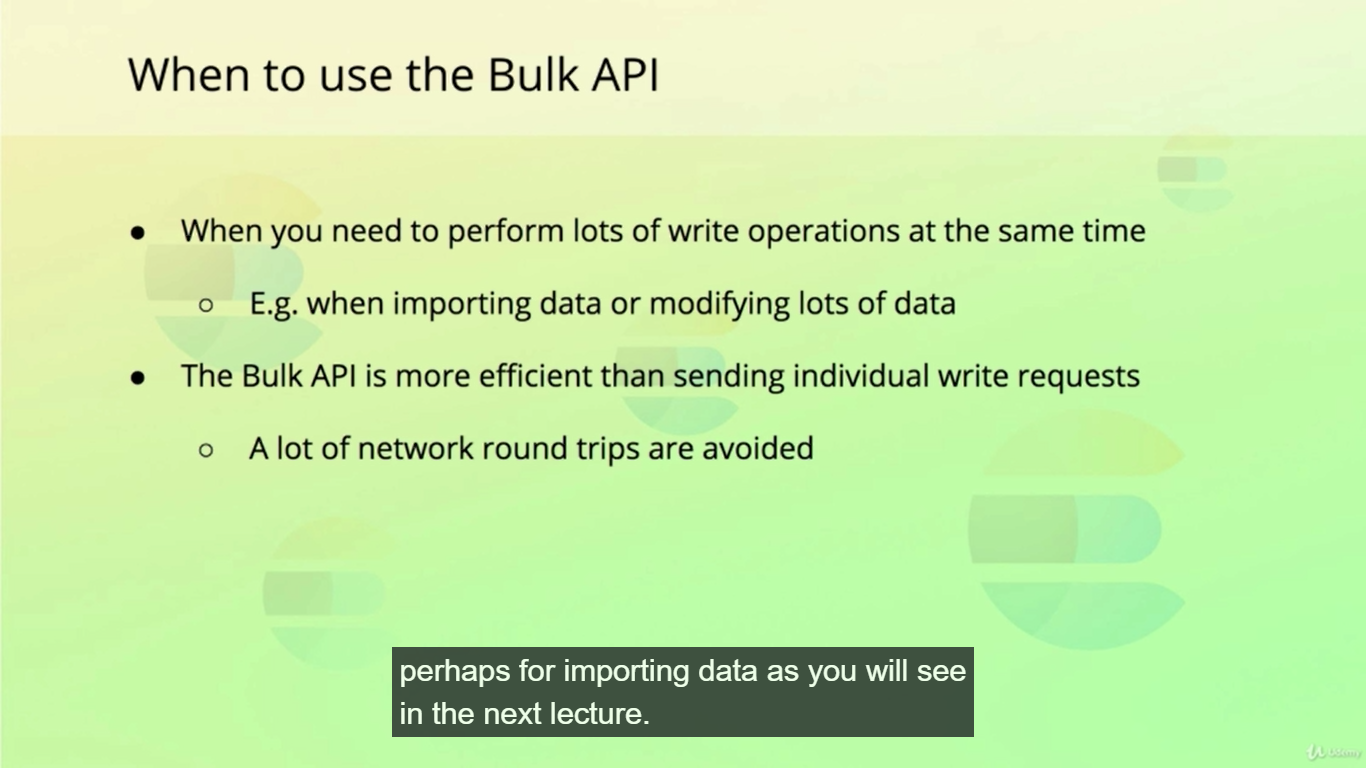 When to use the Bulk API
● When you need to perform lots of write operations at the same time
○ E.g. when importing data or modifying lots of data
● The Bulk API is more efficient than sending individual write requests
○ A lot of network round trips are avoided
perhaps for importing data as you will see
in the next lecture.
Udemy